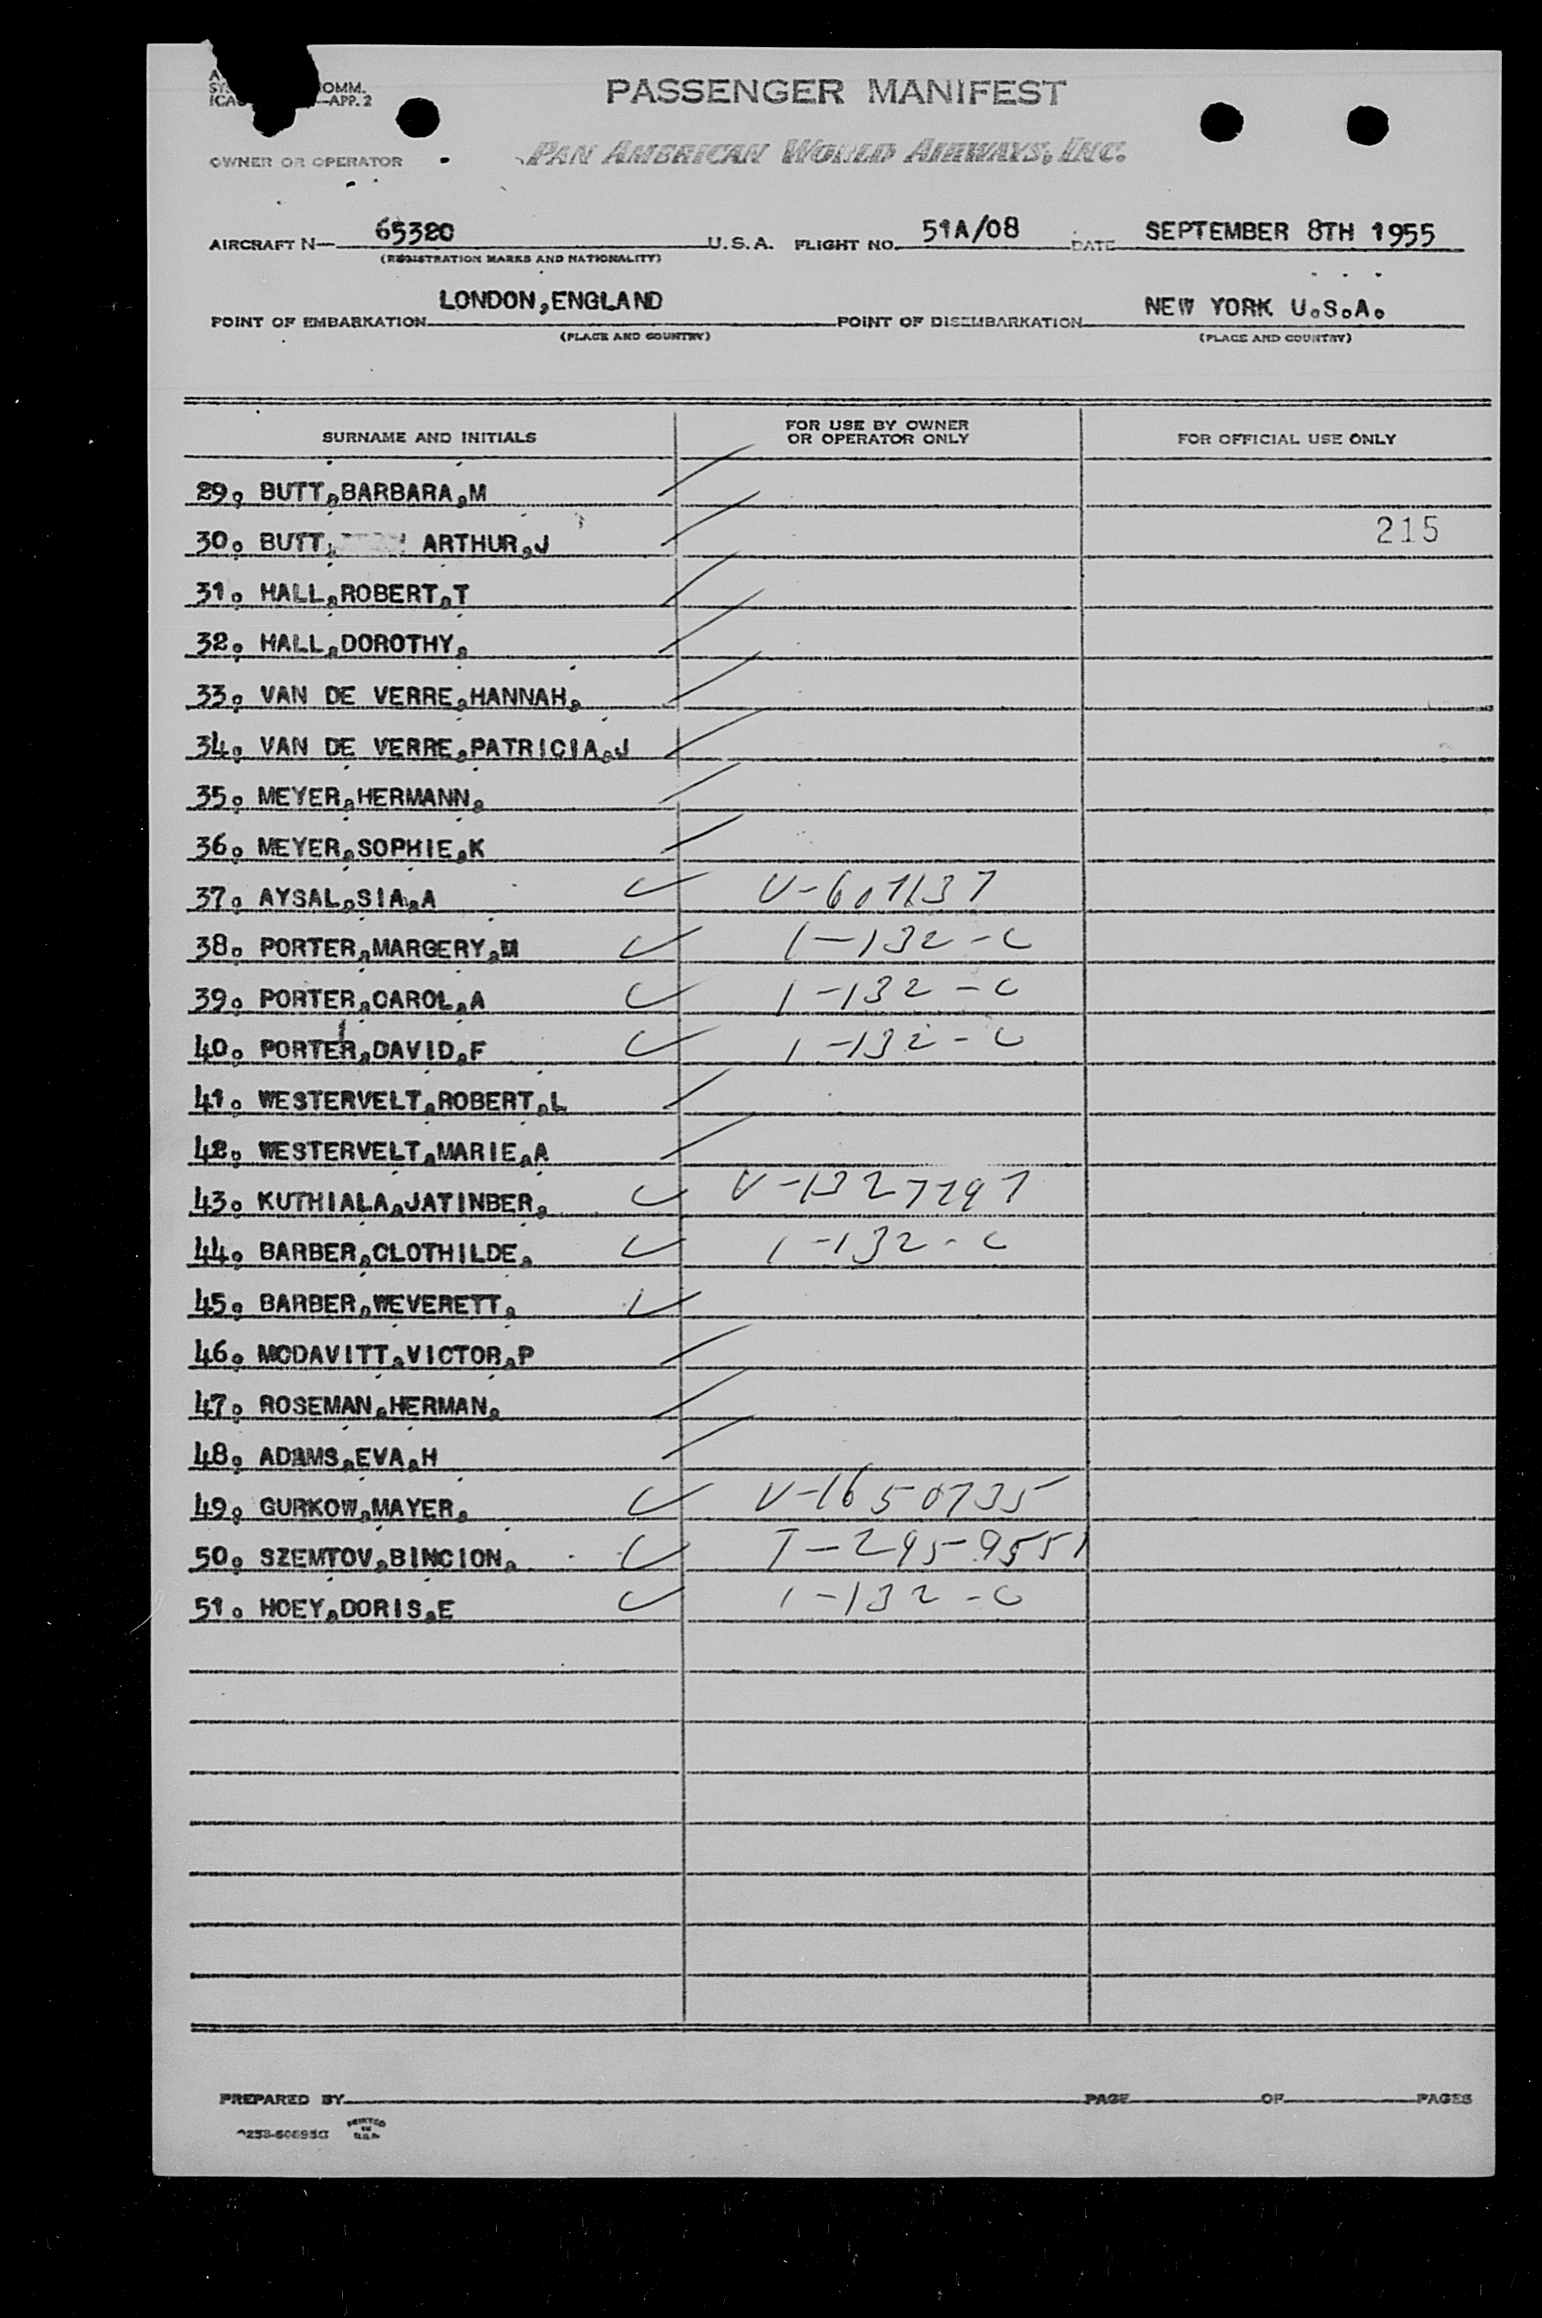 OMM.
—APP. 2
PASSENGER MANIFEST
OWNER OR OPERATOR PAN AMERICAN WORLD AIRWAYS, INC.
AIRCRAFT N— 65320 U.S.A. FLIGHT NO. 51A/08 DATE SEPTEMBER 8TH 1955
(REGISTRATION MARKS AND NATIONALITY)
POINT OF EMBARKATION LONDON,ENGLAND POINT OF DISEMBARKATION NEW YORK U.S.A.
(PLACE AND COUNTRY) (PLACE AND COUNTRY)
SURNAME AND INITIALS FOR USE BY OWNER OR OPERATOR ONLY FOR OFFICIAL USE ONLY
29. BUTT,BARBARA,M
30. BUTT, ARTHUR,J 215
31. HALL,ROBERT,T
32. HALL,DOROTHY,
33. VAN DE VERRE,HANNAH,
34. VAN DE VERRE,PATRICIA,J
35. MEYER,HERMANN,
36. MEYER,SOPHIE,K
37. AYSAL,SIA,A V-607137
38. PORTER,MARGERY,M 1-132-C
39. PORTER,CAROL,A 1-132-C
40. PORTER,DAVID,F 1-132-C
41. WESTERVELT,ROBERT,L
42. WESTERVELT,MARIE,A
43. KUTHIALA,JATINBER, V-1327297
44. BARBER,CLOTHILDE, 1-132-C
45. BARBER,WEVERETT,
46. MCDAVITT,VICTOR,P
47. ROSEMAN,HERMAN,
48. ADAMS,EVA,H
49. GURKOW,MAYER, V-1650735
50. SZEMTOV,BINCION, T-2959551
51. HOEY,DORIS,E 1-132-C
PREPARED BY PAGE OF PAGES
PRINTED IN U.S.A.